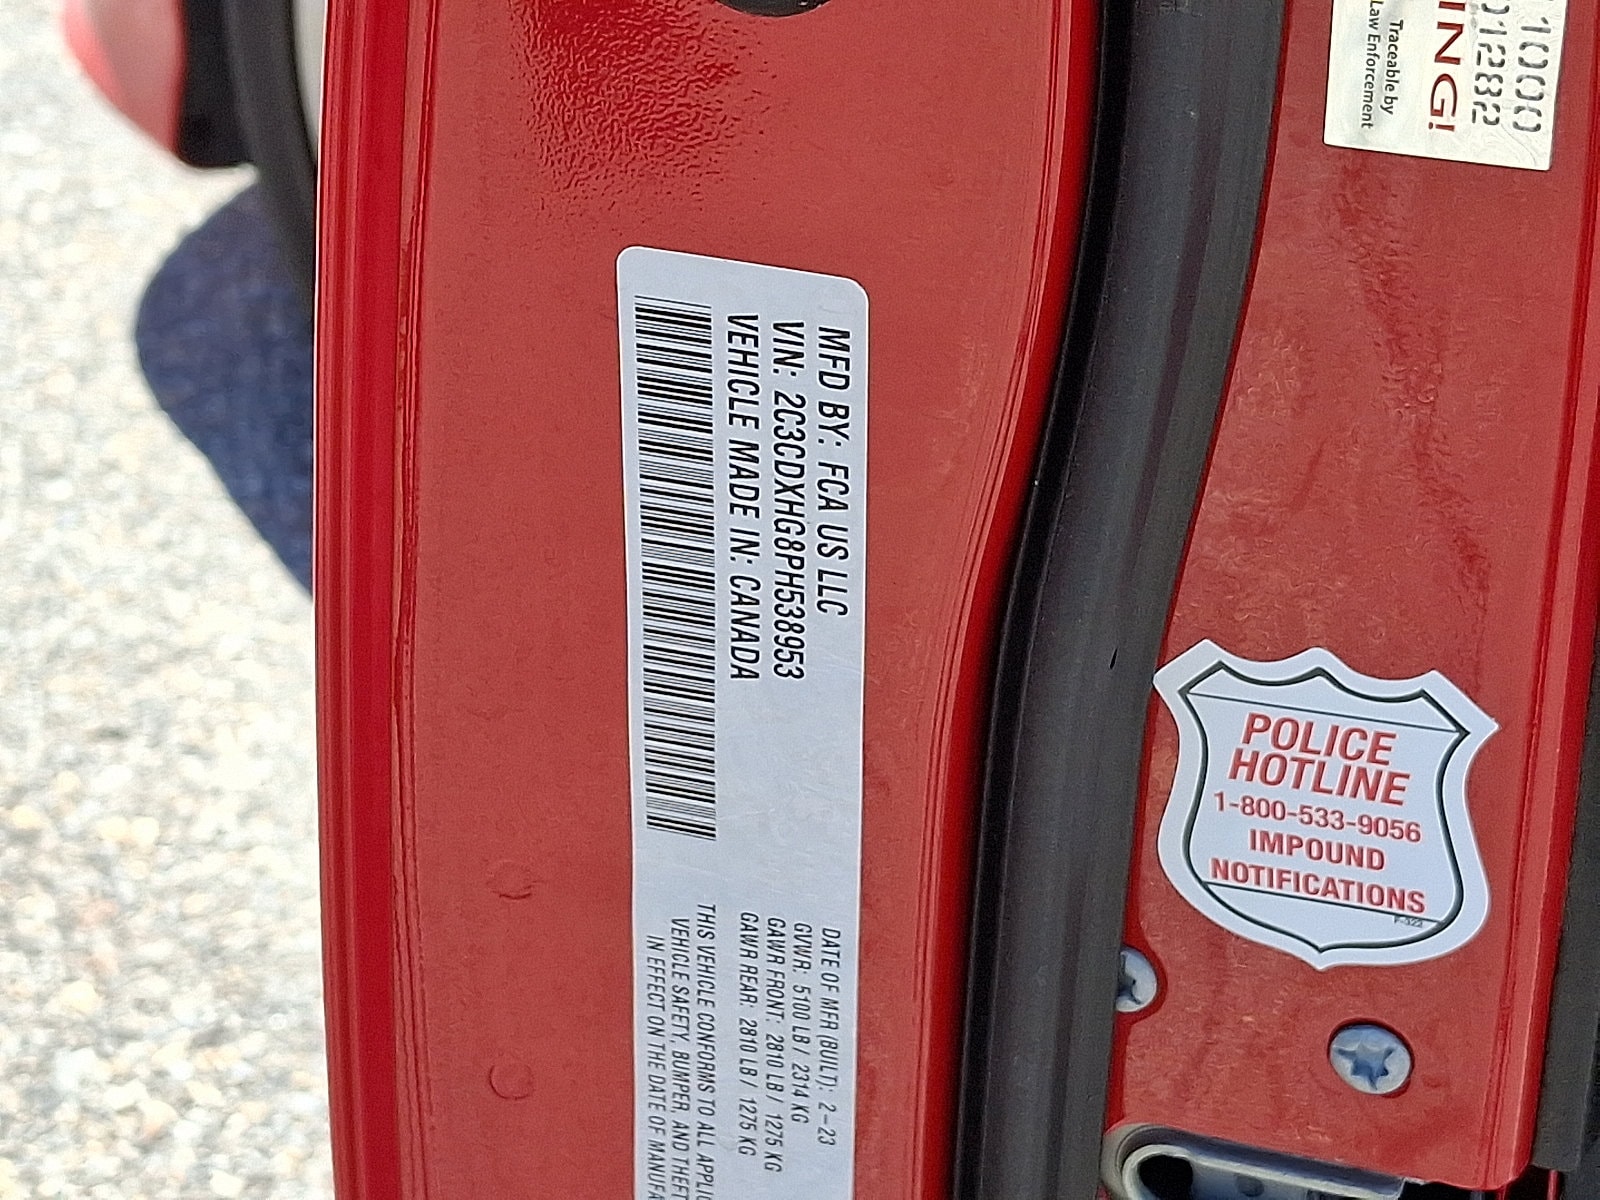 MFD BY: FCA US LLC
VIN: 2C3CDXHG8PH538953
VEHICLE MADE IN: CANADA
DATE OF MFR (BUILT): 2-23
GVWR: 5100 LB / 2314 KG
GAWR FRONT: 2810 LB / 1275 KG
GAWR REAR: 2810 LB / 1275 KG
THIS VEHICLE CONFORMS TO ALL APPLIC
VEHICLE SAFETY, BUMPER, AND THEFT
IN EFFECT ON THE DATE OF MANUFA
ING!
Traceable by
Law Enforcement
POLICE
HOTLINE
1-800-533-9056
IMPOUND
NOTIFICATIONS